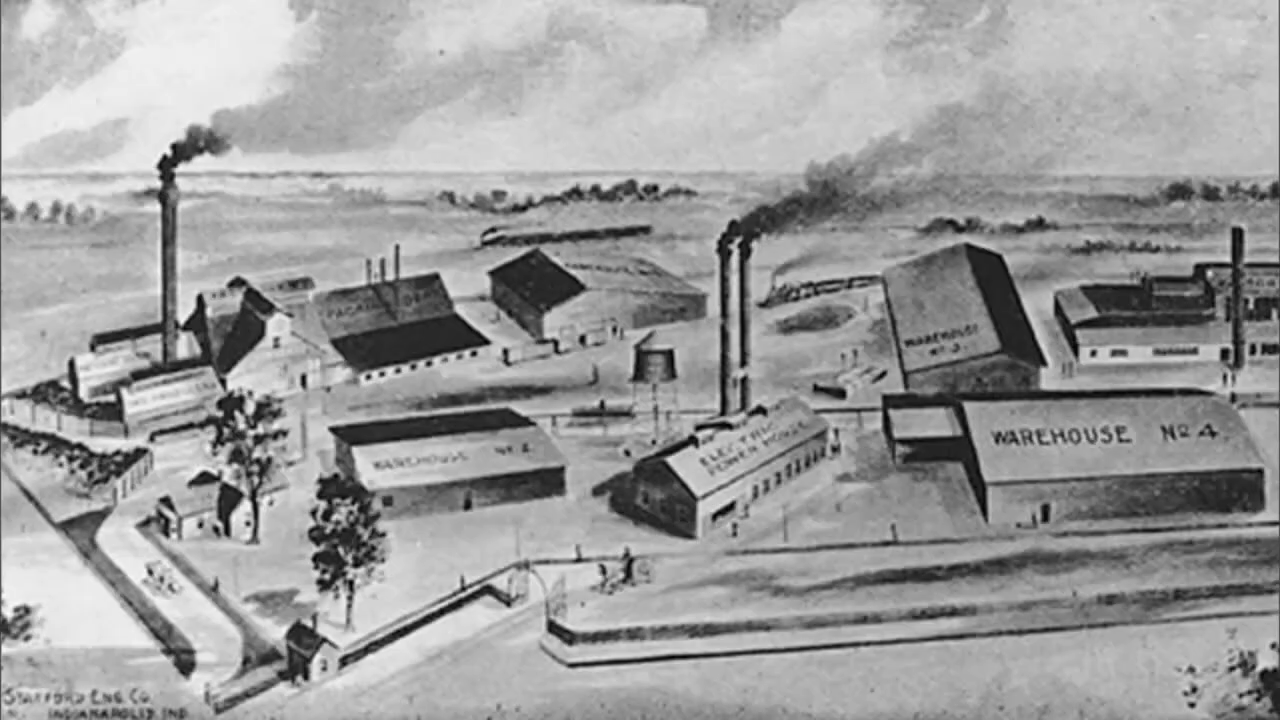 WAREHOUSE
Nº 3.
WAREHOUSE Nº 2
ELECTRIC
POWER HOUSE
WAREHOUSE Nº 4.
STAFFORD ENG. CO.
INDIANAPOLIS, IND.